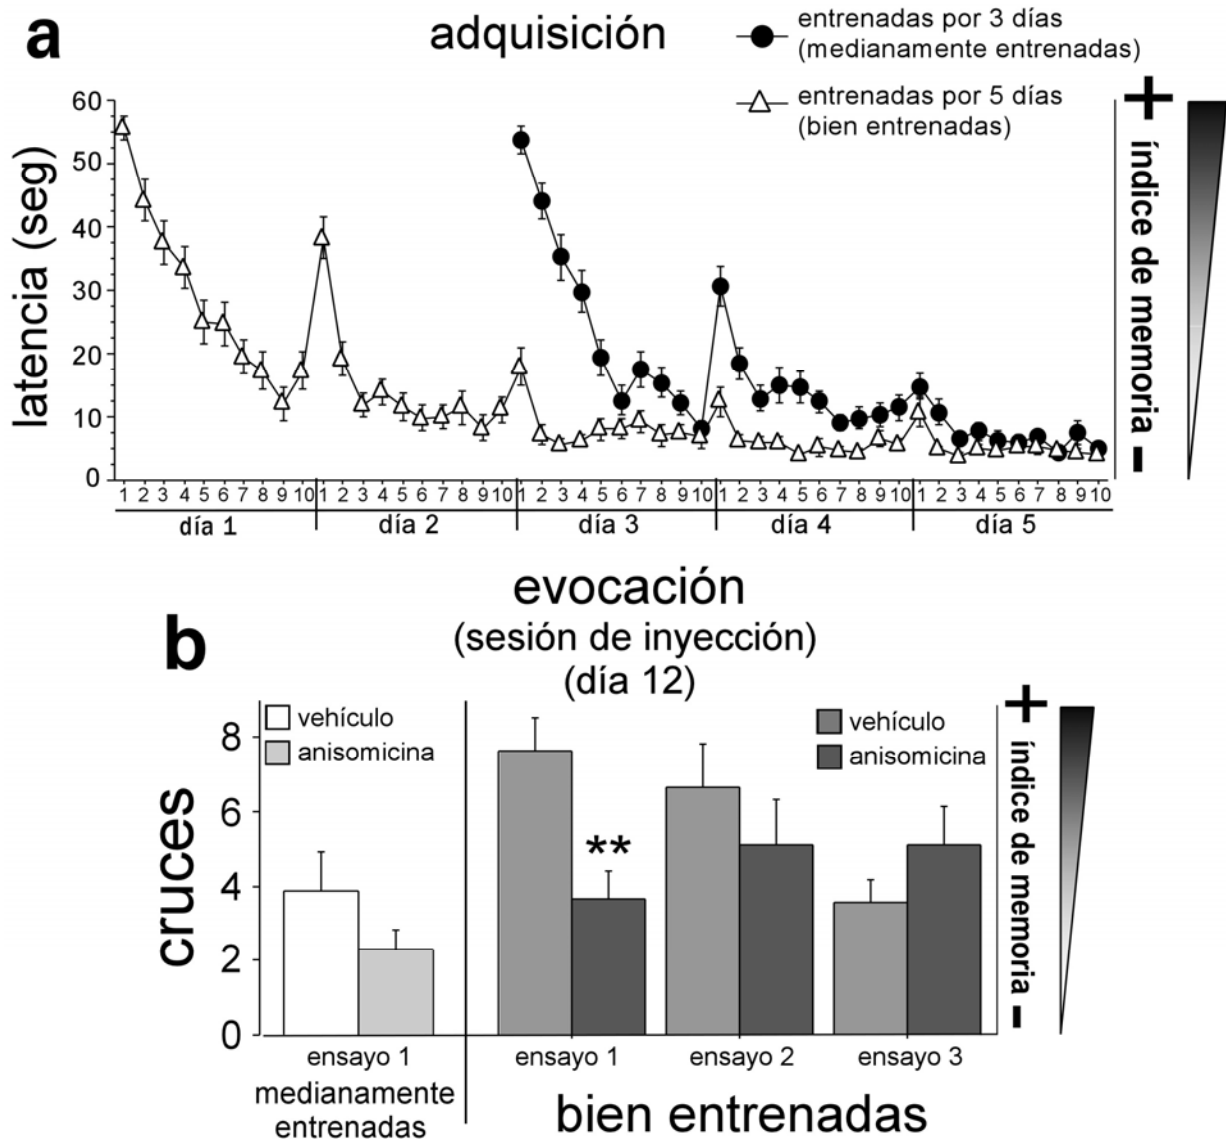 a
adquisición
entrenadas por 3 días
(medianamente entrenadas)
entrenadas por 5 días
(bien entrenadas)
latencia (seg)
60
50
40
30
20
10
0
1 2 3 4 5 6 7 8 9 10 1 2 3 4 5 6 7 8 9 10 1 2 3 4 5 6 7 8 9 10 1 2 3 4 5 6 7 8 9 10 1 2 3 4 5 6 7 8 9 10
día 1 día 2 día 3 día 4 día 5
+
índice de memoria
-
evocación
(sesión de inyección)
(día 12)
b
vehículo
anisomicina
vehículo
anisomicina
cruces
8
6
4
2
0
**
ensayo 1 ensayo 1 ensayo 2 ensayo 3
medianamente
entrenadas
bien entrenadas
+
índice de memoria
-